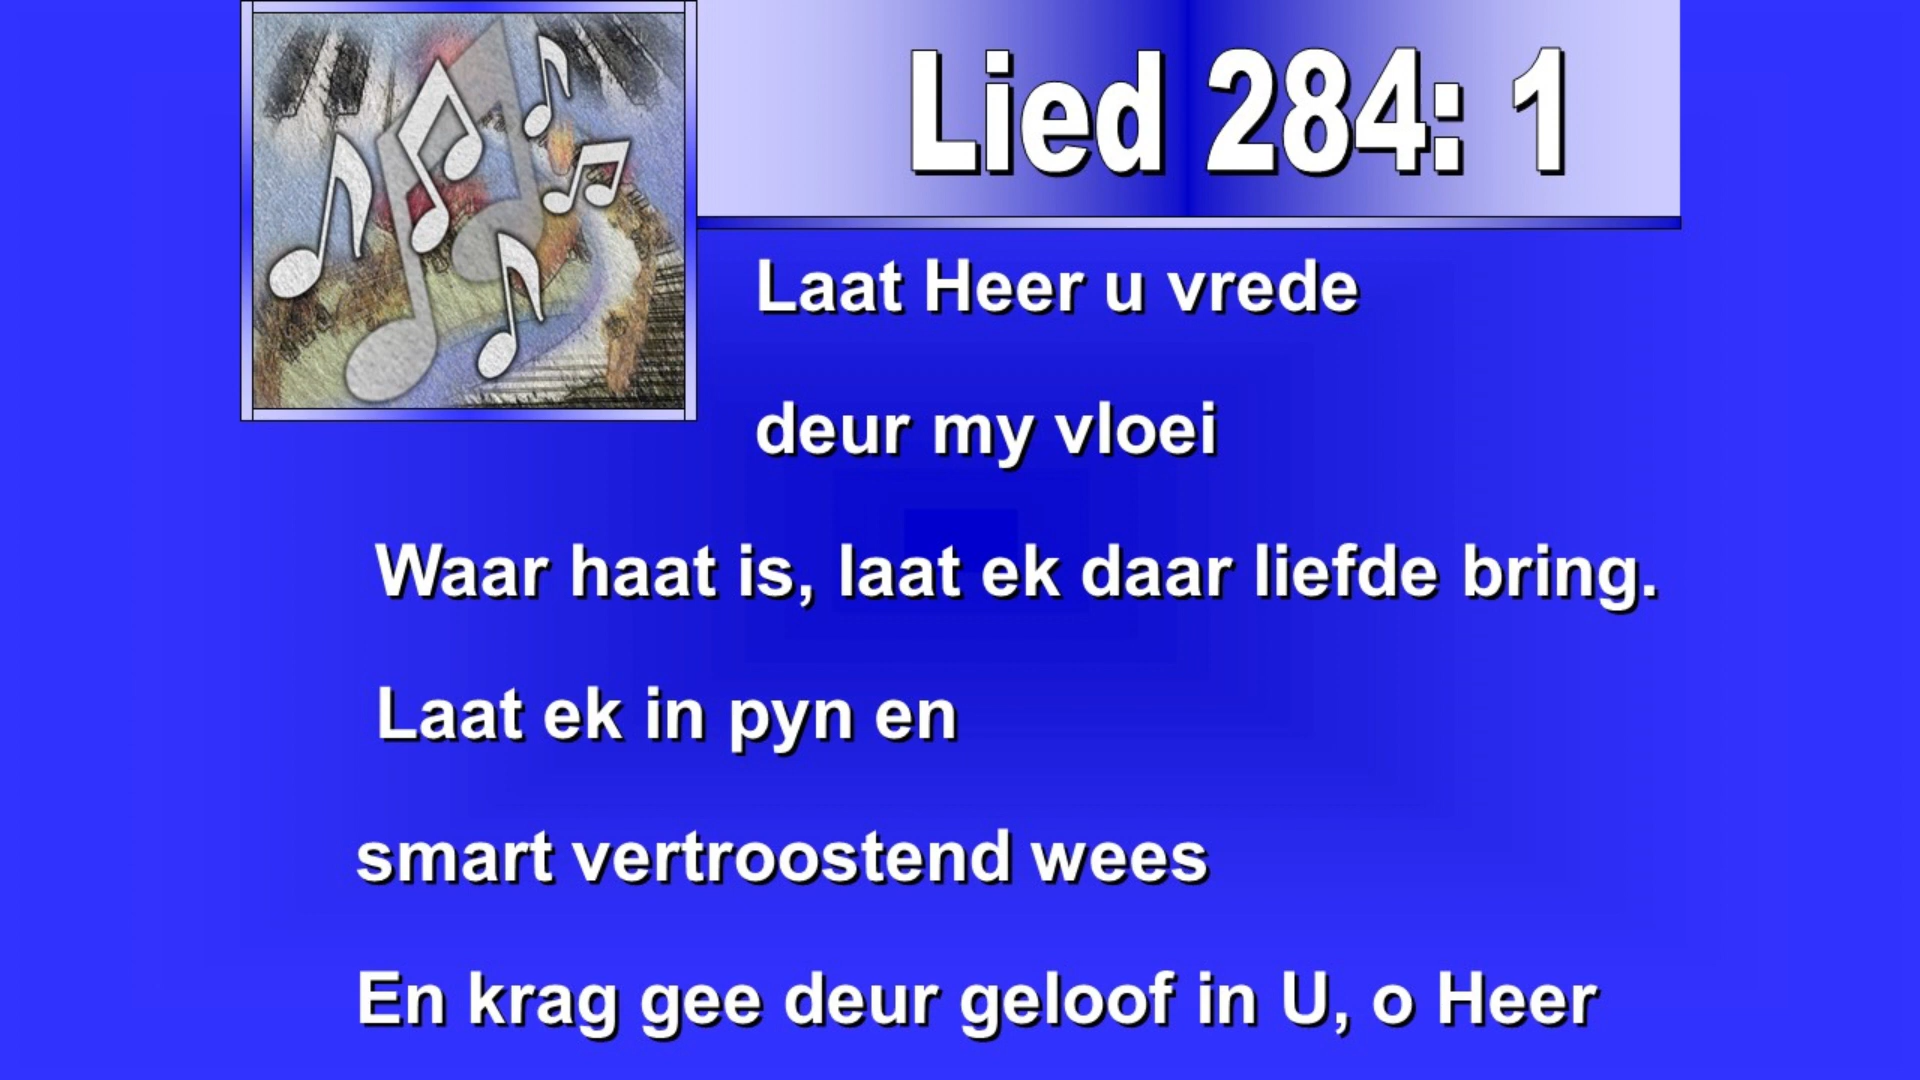 Lied 284: 1
Laat Heer u vrede
deur my vloei
Waar haat is, laat ek daar liefde bring.
Laat ek in pyn en
smart vertroostend wees
En krag gee deur geloof in U, o Heer